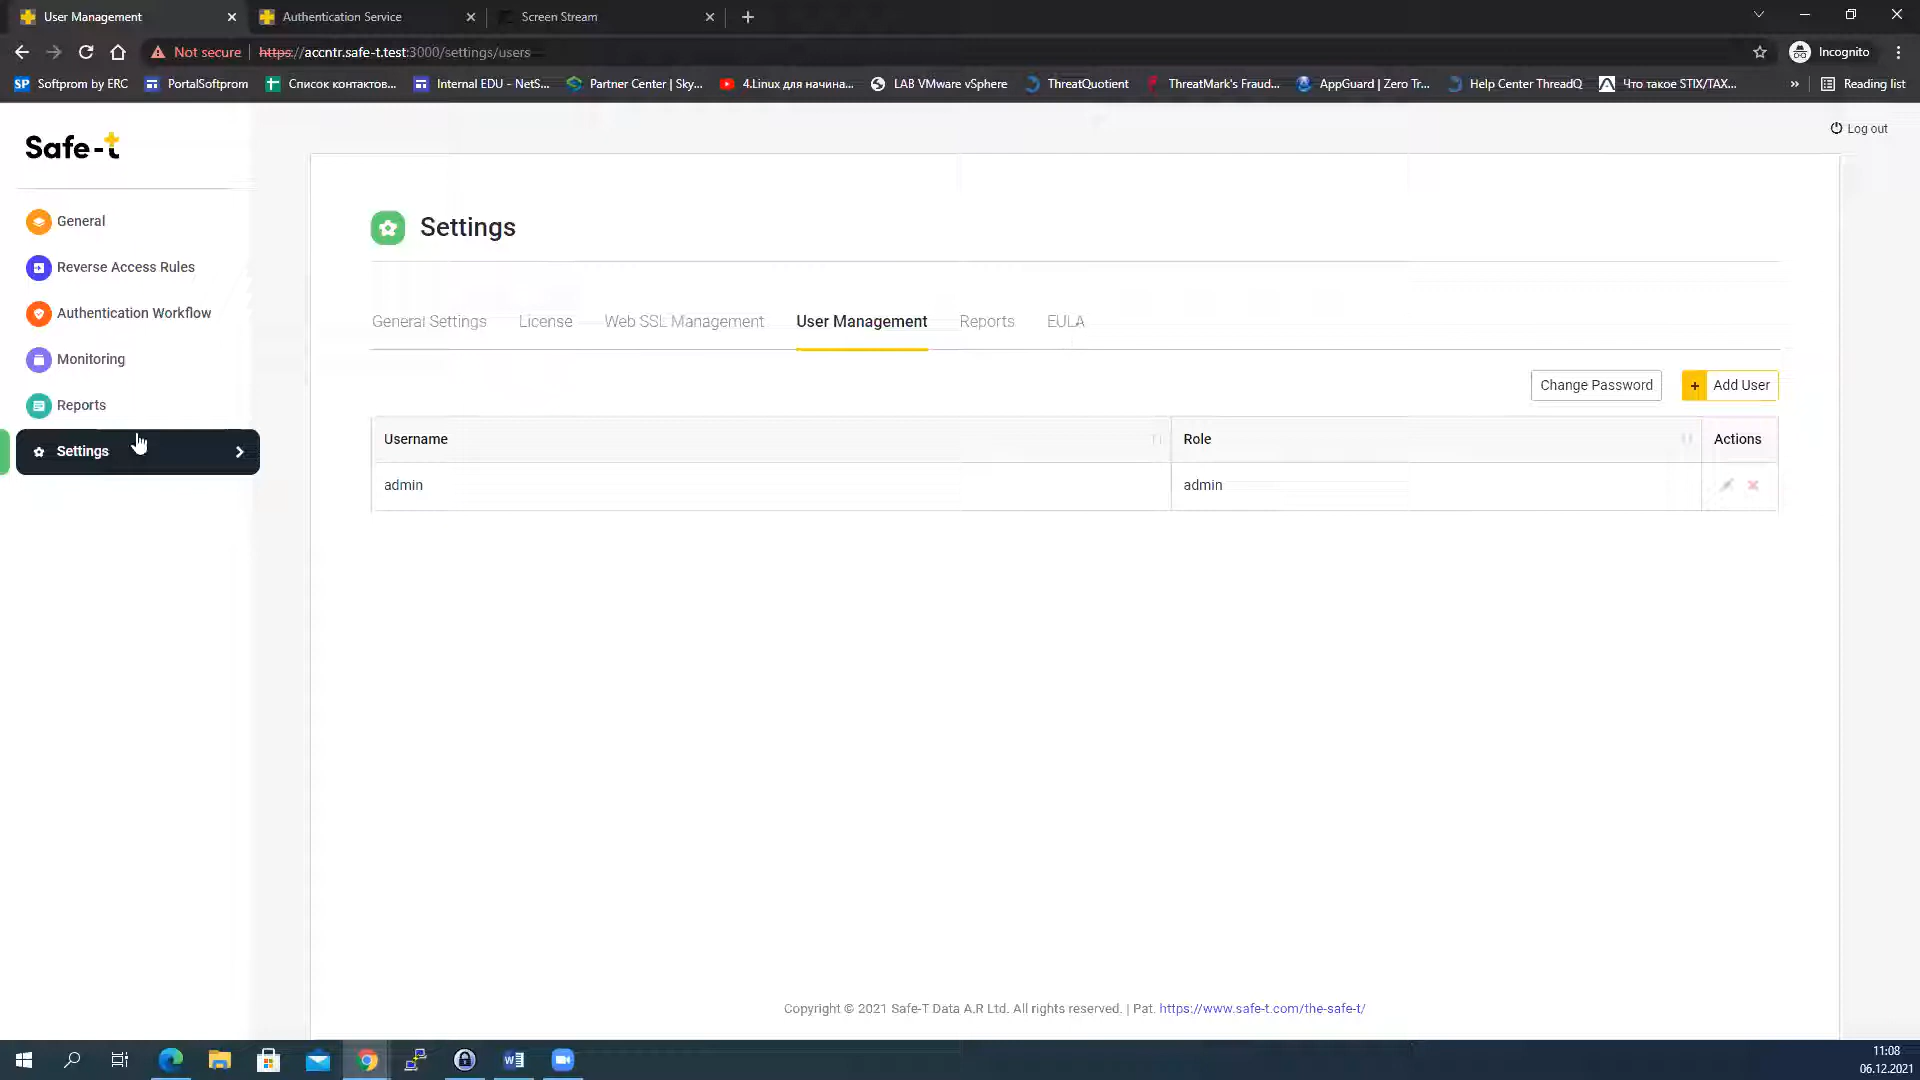 User Management
Authentication Service
Screen Stream
Not secure
https://accntr.safe-t.test:3000/settings/users
Incognito
SP Softprom by ERC
PortalSoftprom
Список контактов...
Internal EDU - NetS...
Partner Center | Sky...
4.Linux для начина...
LAB VMware vSphere
ThreatQuotient
ThreatMark's Fraud...
AppGuard | Zero Tr...
Help Center ThreadQ
Что такое STIX/TAX...
»
Reading list
Safe-t
Log out
General
Reverse Access Rules
Authentication Workflow
Monitoring
Reports
Settings
Settings
General Settings
License
Web SSL Management
User Management
Reports
EULA
Change Password
+ Add User
Username
Role
Actions
admin
admin
Copyright © 2021 Safe-T Data A.R Ltd. All rights reserved. | Pat. https://www.safe-t.com/the-safe-t/
11:08
06.12.2021